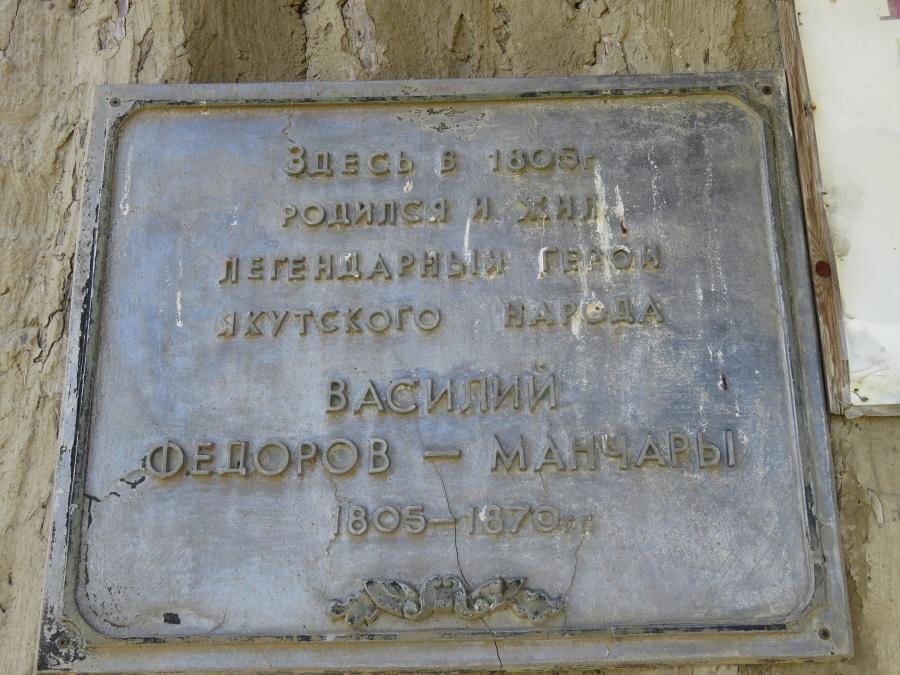 Здесь в 1805г.
родился и жил
легендарный герой
якутского народа
ВАСИЛИЙ
ФЕДОРОВ — МАНЧАРЫ
1805—1870гг.